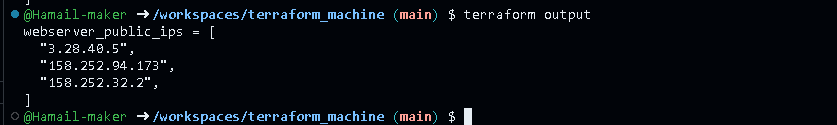 ]
@Hamail-maker ➜ /workspaces/terraform_machine (main) $ terraform output
webserver_public_ips = [
  "3.28.40.5",
  "158.252.94.173",
  "158.252.32.2",
]
@Hamail-maker ➜ /workspaces/terraform_machine (main) $